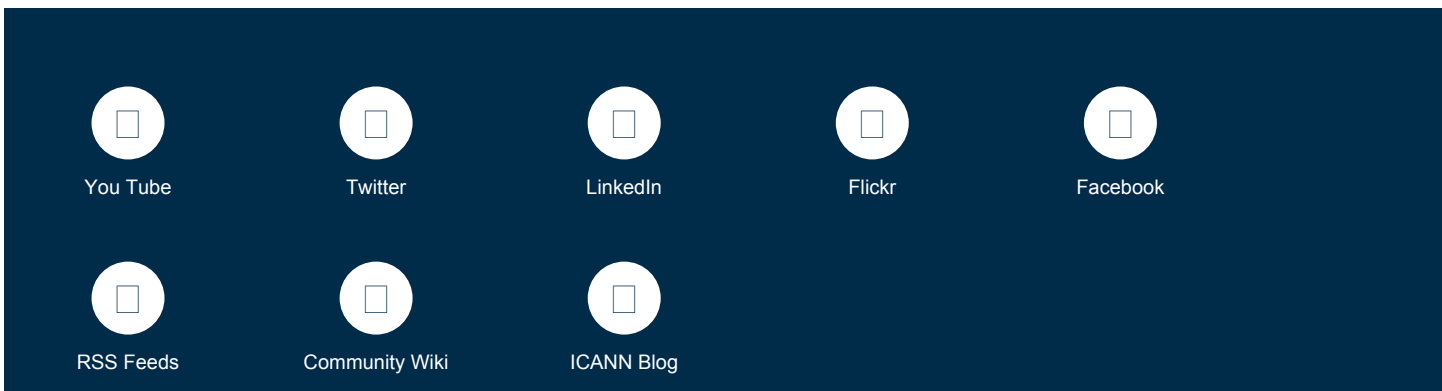 You Tube
Twitter
LinkedIn
Flickr
Facebook
RSS Feeds
Community Wiki
ICANN Blog